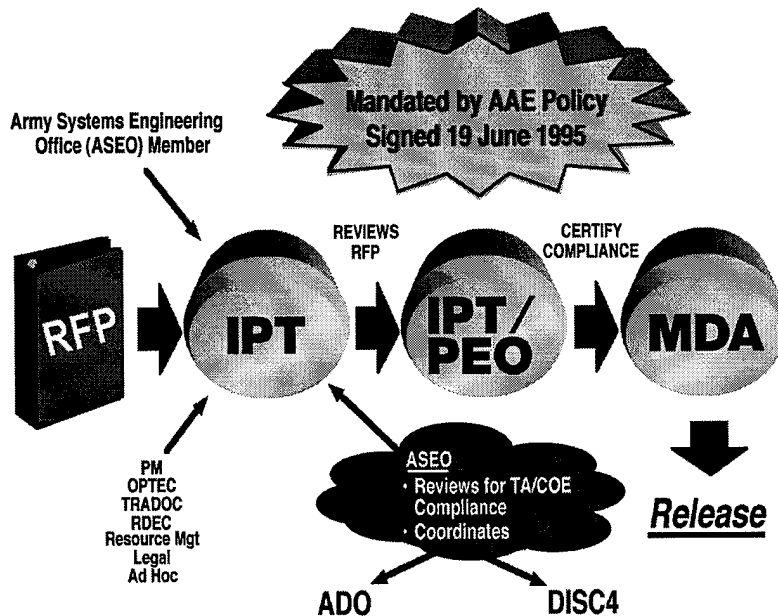 Mandated by AAE Policy
Signed 19 June 1995
Army Systems Engineering
Office (ASEO) Member
REVIEWS
RFP
CERTIFY
COMPLIANCE
RFP
IPT
IPT/
PEO
MDA
PM
OPTEC
TRADOC
RDEC
Resource Mgt
Legal
Ad Hoc
ASEO
• Reviews for TA/COE
Compliance
• Coordinates
Release
ADO
DISC4